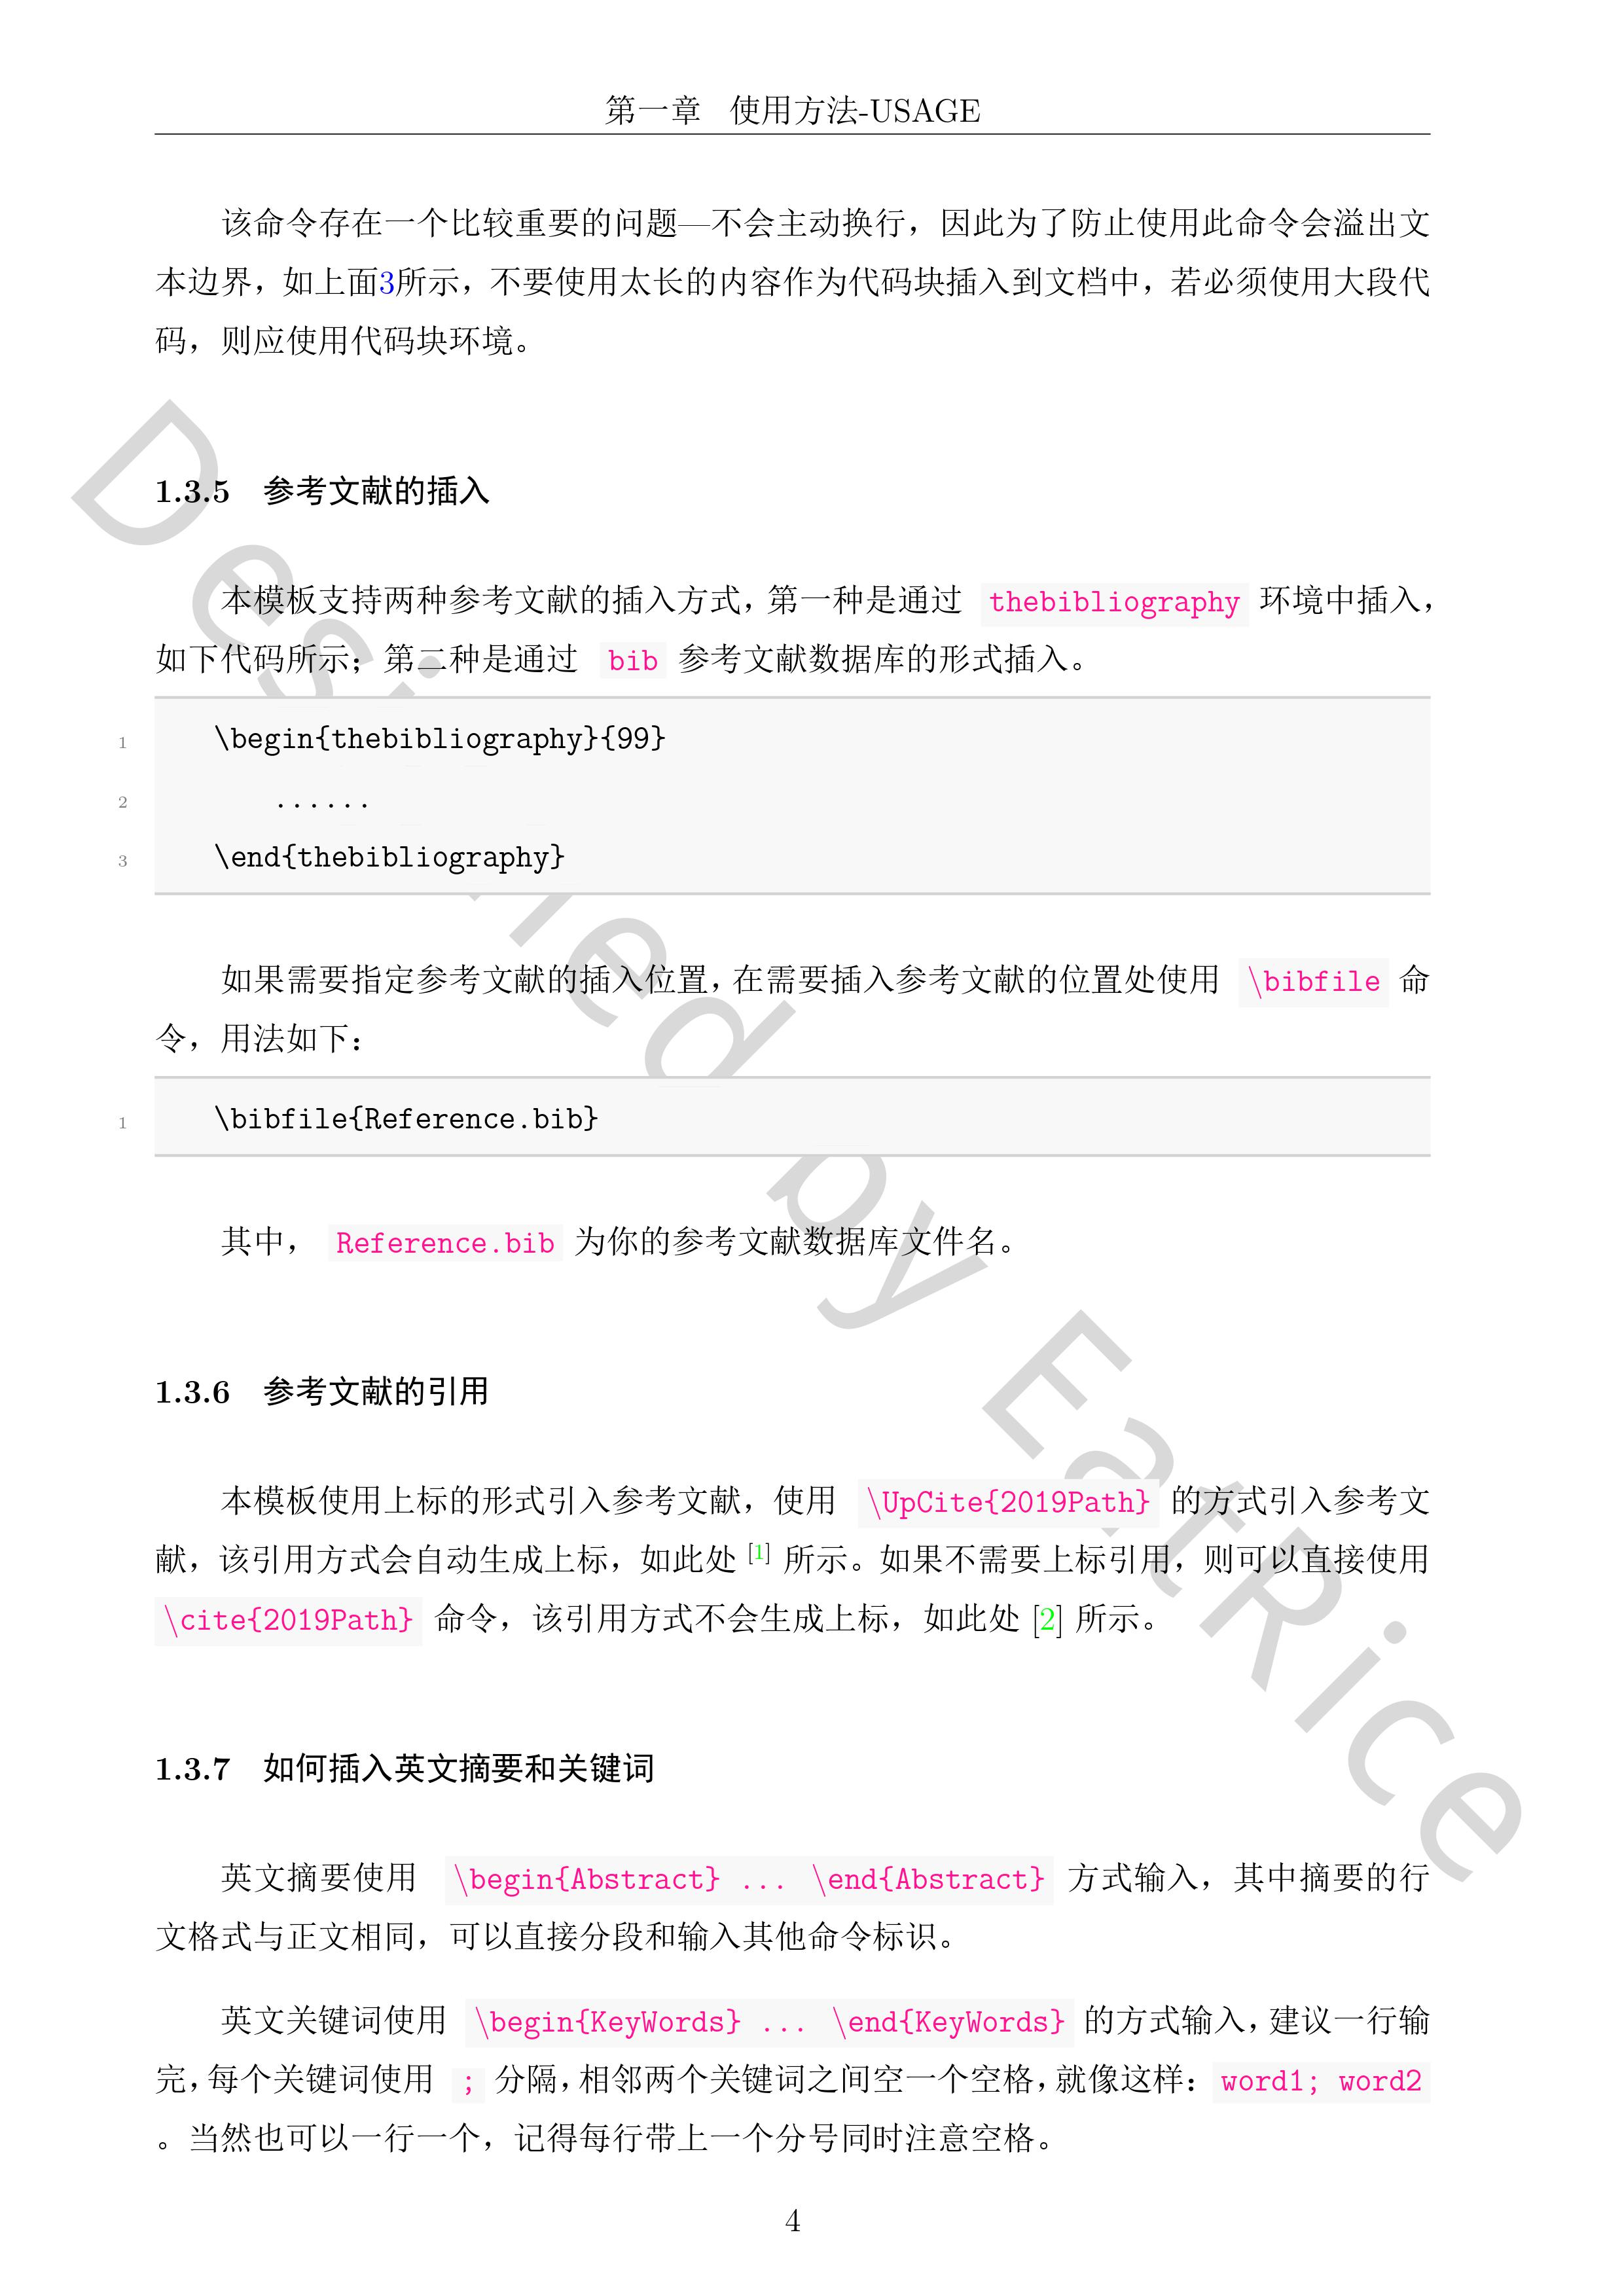 第一章 使用方法-USAGE
该命令存在一个比较重要的问题—不会主动换行，因此为了防止使用此命令会溢出文
本边界，如上面3所示，不要使用太长的内容作为代码块插入到文档中，若必须使用大段代
码，则应使用代码块环境。
1.3.5 参考文献的插入
本模板支持两种参考文献的插入方式，第一种是通过 thebibliography 环境中插入，
如下代码所示；第二种是通过 bib 参考文献数据库的形式插入。
1 \begin{thebibliography}{99}
2 ......
3 \end{thebibliography}
如果需要指定参考文献的插入位置，在需要插入参考文献的位置处使用 \bibfile 命
令，用法如下：
1 \bibfile{Reference.bib}
其中， Reference.bib 为你的参考文献数据库文件名。
1.3.6 参考文献的引用
本模板使用上标的形式引入参考文献，使用 \UpCite{2019Path} 的方式引入参考文
献，该引用方式会自动生成上标，如此处 [1] 所示。如果不需要上标引用，则可以直接使用
\cite{2019Path} 命令，该引用方式不会生成上标，如此处 [2] 所示。
1.3.7 如何插入英文摘要和关键词
英文摘要使用 \begin{Abstract} ... \end{Abstract} 方式输入，其中摘要的行
文格式与正文相同，可以直接分段和输入其他命令标识。
英文关键词使用 \begin{KeyWords} ... \end{KeyWords} 的方式输入，建议一行输
完，每个关键词使用 ; 分隔，相邻两个关键词之间空一个空格，就像这样： word1; word2
。当然也可以一行一个，记得每行带上一个分号同时注意空格。
4
Designed by EatRice